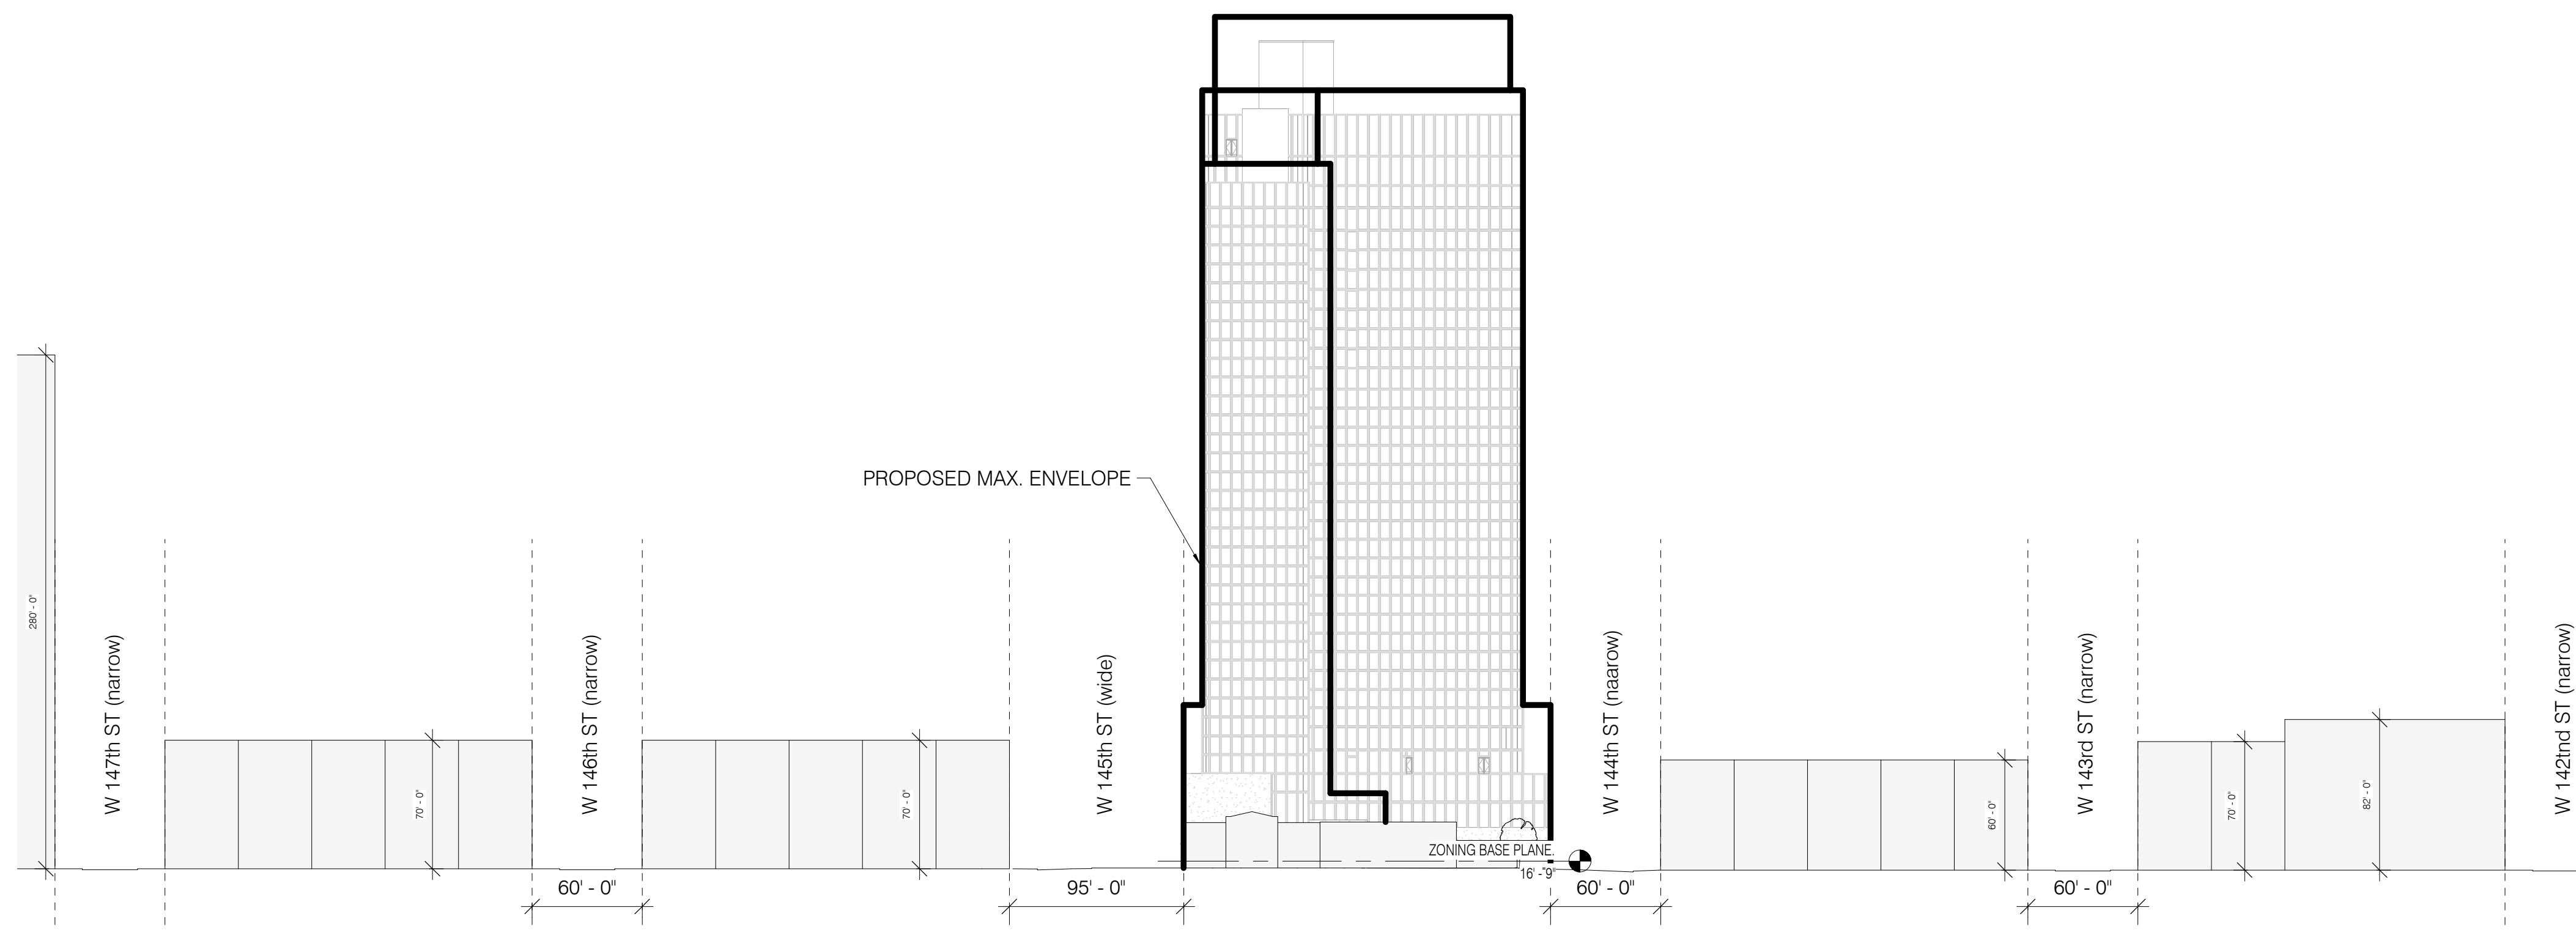 PROPOSED MAX. ENVELOPE
280' - 0"
W 147th ST (narrow)
70' - 0"
W 146th ST (narrow)
70' - 0"
W 145th ST (wide)
ZONING BASE PLANE.
16' - 9"
W 144th ST (naarow)
60' - 0"
W 143rd ST (narrow)
70' - 0"
82' - 0"
W 142tnd ST (narrow)
60' - 0"
95' - 0"
60' - 0"
60' - 0"